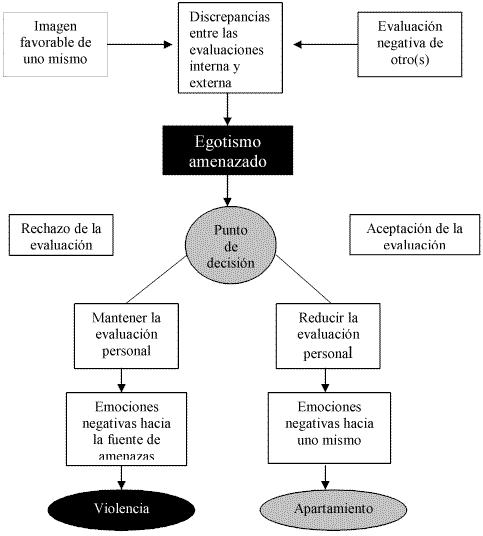 Imagen
favorable de
uno mismo
Discrepancias
entre las
evaluaciones
interna y
externa
Evaluación
negativa de
otro(s)
Egotismo
amenazado
Rechazo de la
evaluación
Punto
de
decisión
Aceptación de la
evaluación
Mantener la
evaluación
personal
Reducir la
evaluación
personal
Emociones
negativas hacia
la fuente de
amenazas
Emociones
negativas hacia
uno mismo
Violencia
Apartamiento